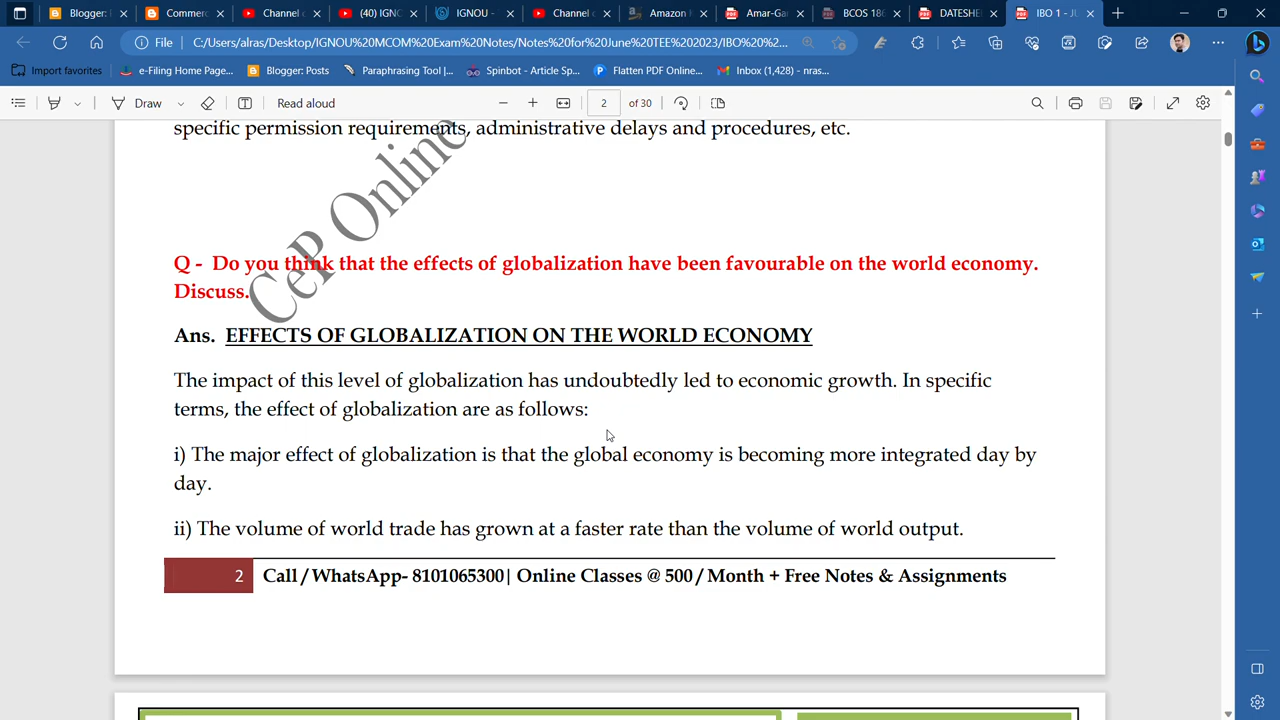 Blogger:
Commerc
Channel c
(40) IGNC
IGNOU -
Channel c
Amazon
Amar-Gar
BCOS 186
DATESHE
IBO 1 - JU
File
C:/Users/alras/Desktop/IGNOU%20MCOM%20Exam%20Notes/Notes%20for%20June%20TEE%202023/IBO%20%2...
Import favorites
e-Filing Home Page...
Blogger: Posts
Paraphrasing Tool |...
Spinbot - Article Sp...
Flatten PDF Online...
Inbox (1,428) - nras...
Draw
Read aloud
2 of 30
specific permission requirements, administrative delays and procedures, etc.
CeP Online
Q - Do you think that the effects of globalization have been favourable on the world economy.
Discuss.
Ans. EFFECTS OF GLOBALIZATION ON THE WORLD ECONOMY
The impact of this level of globalization has undoubtedly led to economic growth. In specific
terms, the effect of globalization are as follows:
i) The major effect of globalization is that the global economy is becoming more integrated day by
day.
ii) The volume of world trade has grown at a faster rate than the volume of world output.
2 Call / WhatsApp- 8101065300| Online Classes @ 500 / Month + Free Notes & Assignments